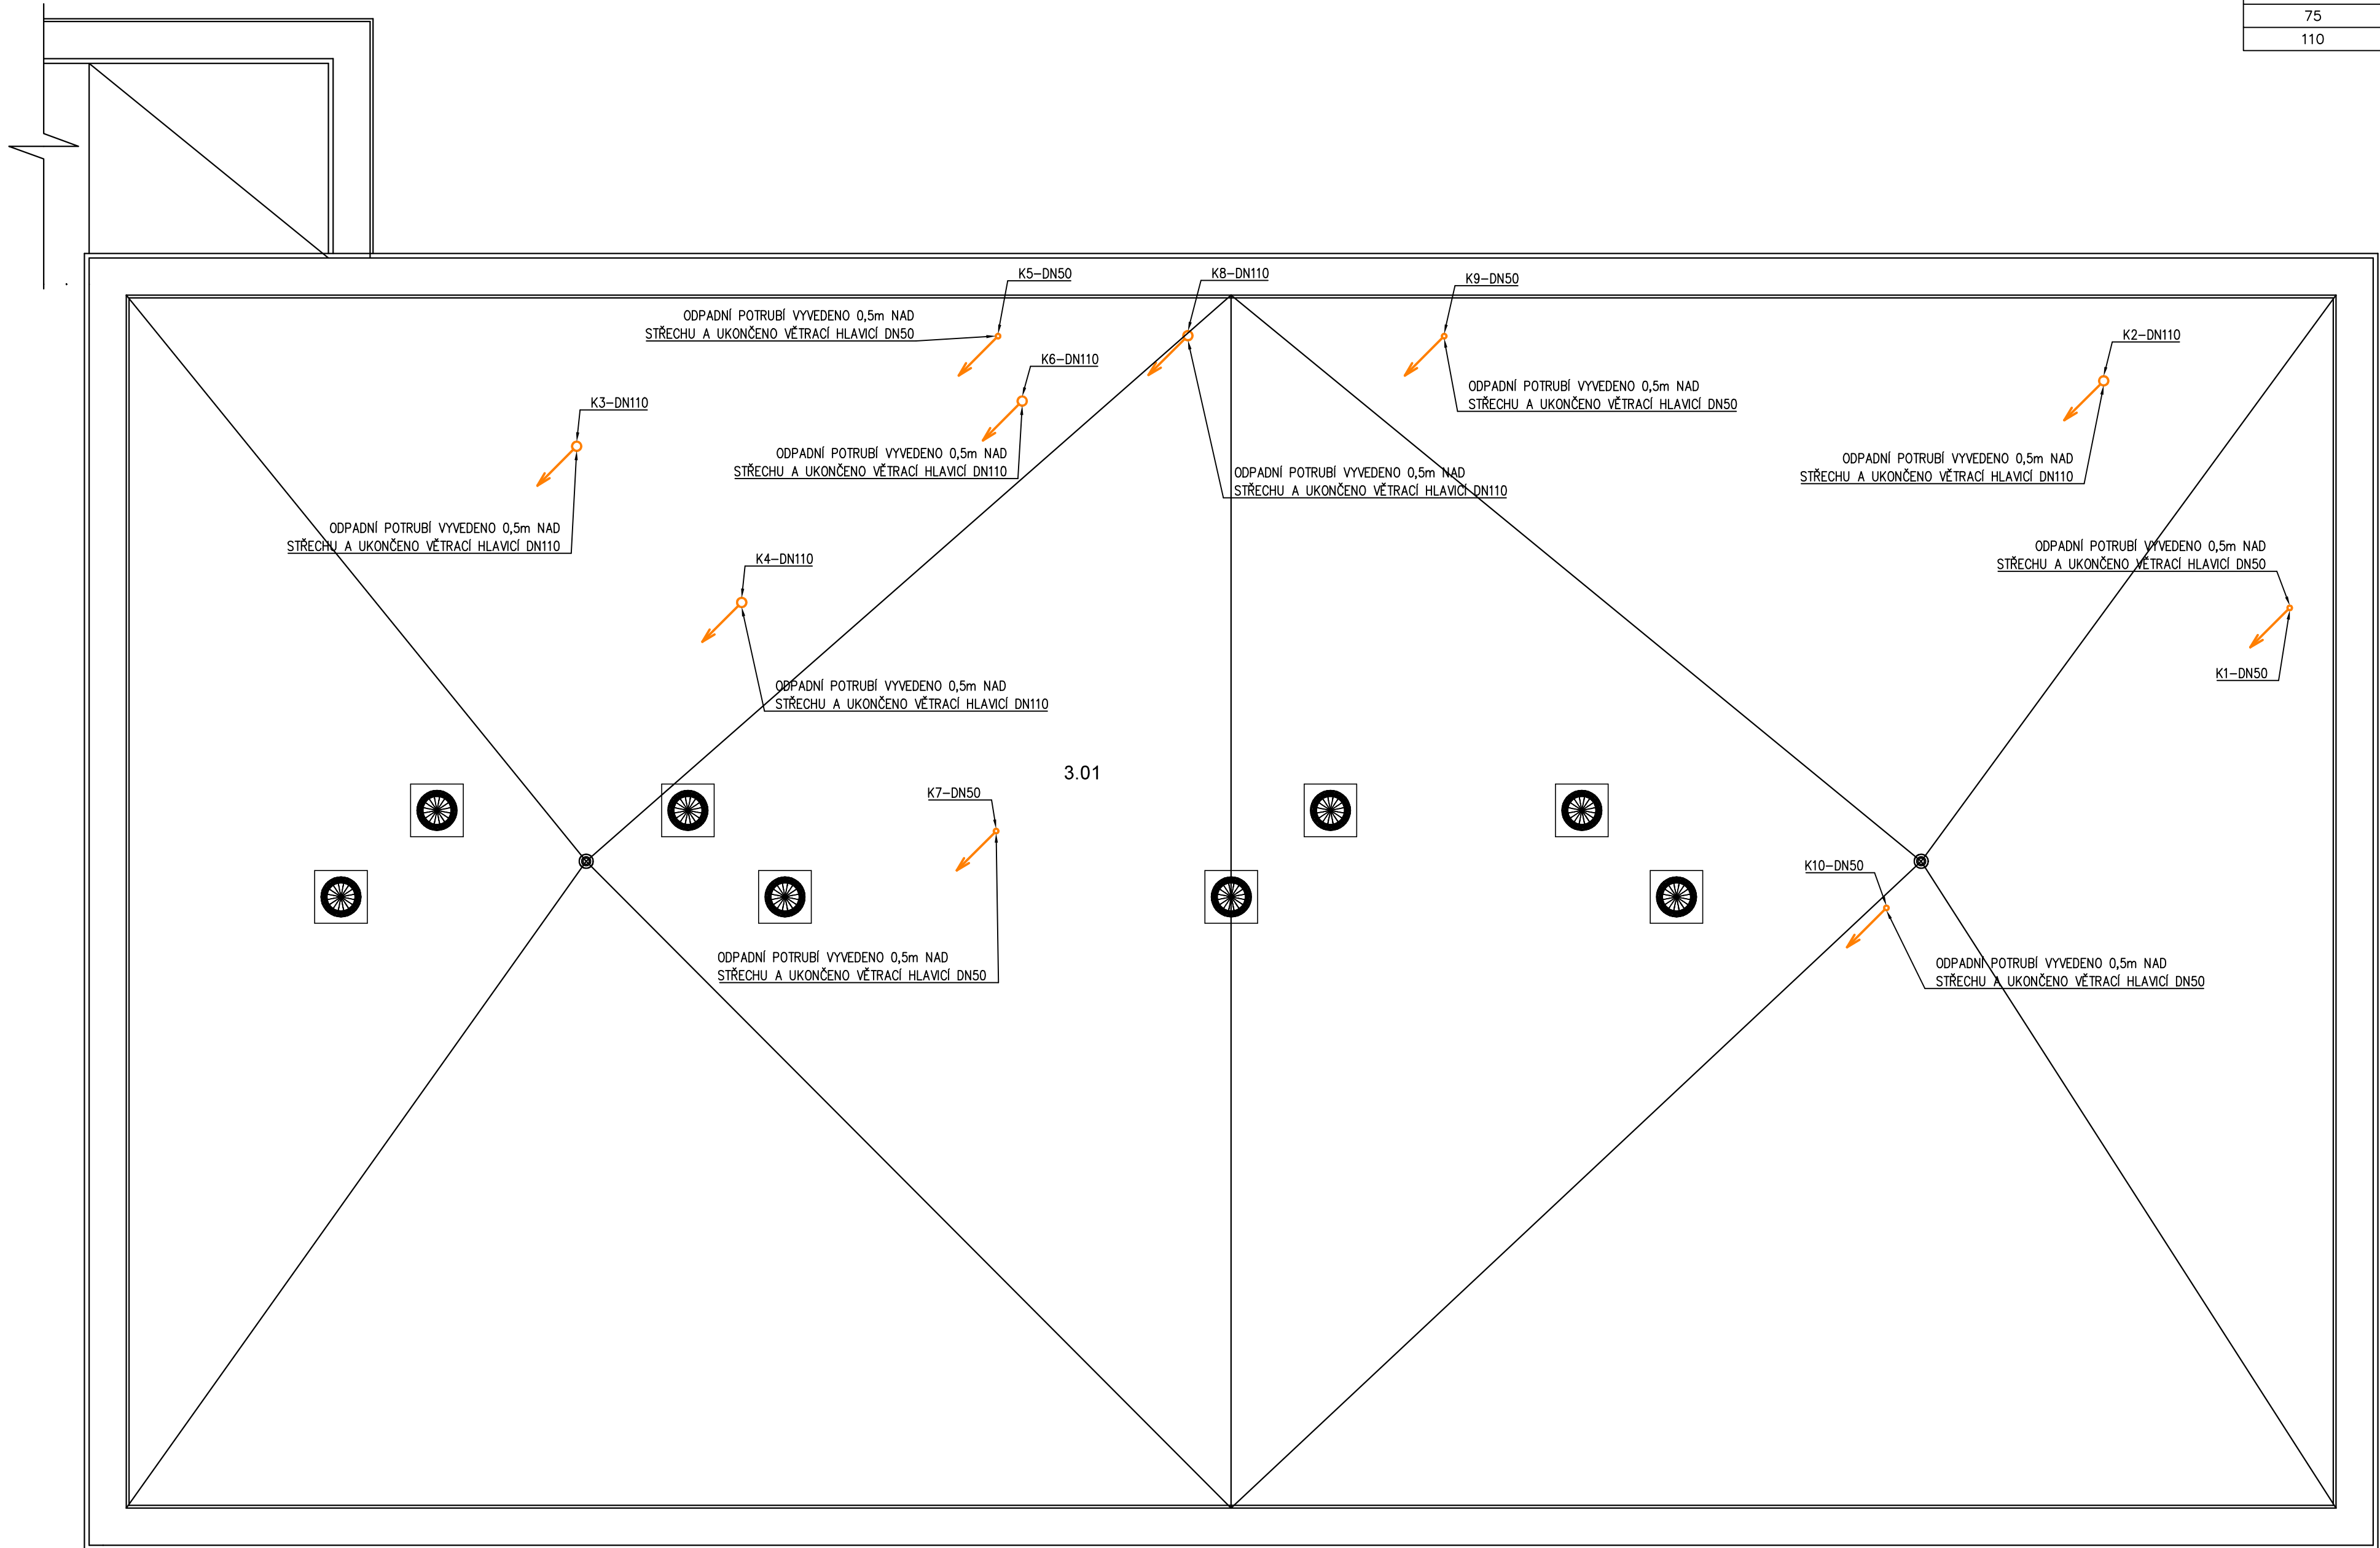 75
110
K5-DN50
K8-DN110
K9-DN50
ODPADNÍ POTRUBÍ VYVEDENO 0,5m NAD
STŘECHU A UKONČENO VĚTRACÍ HLAVICÍ DN50
K2-DN110
K6-DN110
ODPADNÍ POTRUBÍ VYVEDENO 0,5m NAD
STŘECHU A UKONČENO VĚTRACÍ HLAVICÍ DN50
K3-DN110
ODPADNÍ POTRUBÍ VYVEDENO 0,5m NAD
STŘECHU A UKONČENO VĚTRACÍ HLAVICÍ DN110
ODPADNÍ POTRUBÍ VYVEDENO 0,5m NAD
STŘECHU A UKONČENO VĚTRACÍ HLAVICÍ DN110
ODPADNÍ POTRUBÍ VYVEDENO 0,5m NAD
STŘECHU A UKONČENO VĚTRACÍ HLAVICÍ DN110
ODPADNÍ POTRUBÍ VYVEDENO 0,5m NAD
STŘECHU A UKONČENO VĚTRACÍ HLAVICÍ DN110
ODPADNÍ POTRUBÍ VYVEDENO 0,5m NAD
STŘECHU A UKONČENO VĚTRACÍ HLAVICÍ DN50
K4-DN110
K1-DN50
ODPADNÍ POTRUBÍ VYVEDENO 0,5m NAD
STŘECHU A UKONČENO VĚTRACÍ HLAVICÍ DN110
3.01
K7-DN50
K10-DN50
ODPADNÍ POTRUBÍ VYVEDENO 0,5m NAD
STŘECHU A UKONČENO VĚTRACÍ HLAVICÍ DN50
ODPADNÍ POTRUBÍ VYVEDENO 0,5m NAD
STŘECHU A UKONČENO VĚTRACÍ HLAVICÍ DN50